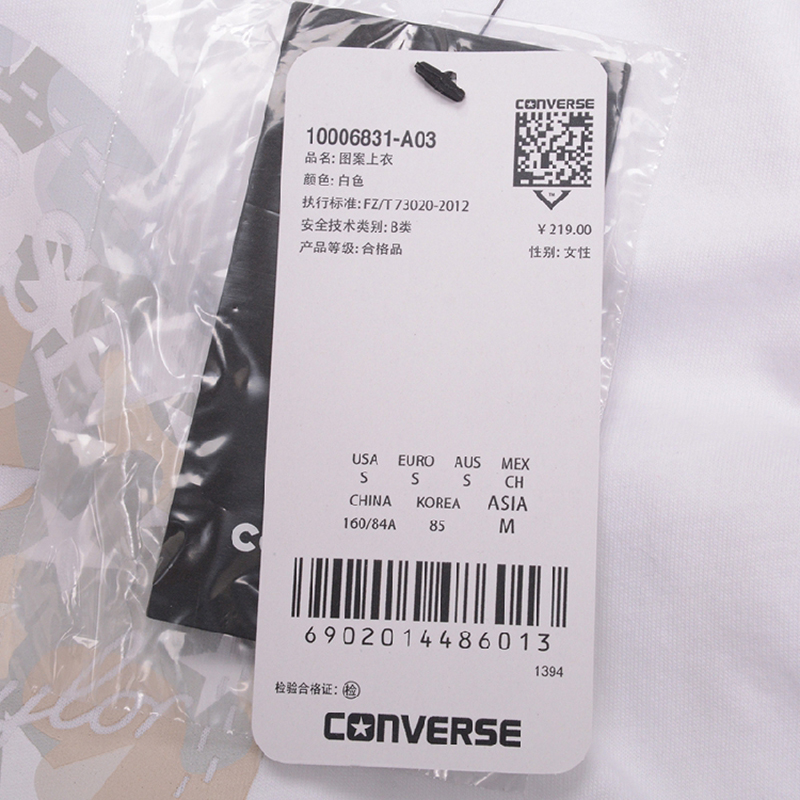 CONVERSE
10006831-A03
品名: 图案上衣
颜色: 白色
执行标准: FZ/T 73020-2012
安全技术类别: B类
¥ 219.00
产品等级: 合格品
性别: 女性
USA EURO AUS MEX
S S S CH
CHINA KOREA ASIA
160/84A 85 M
6902014486013
1394
检验合格证: 检
CONVERSE